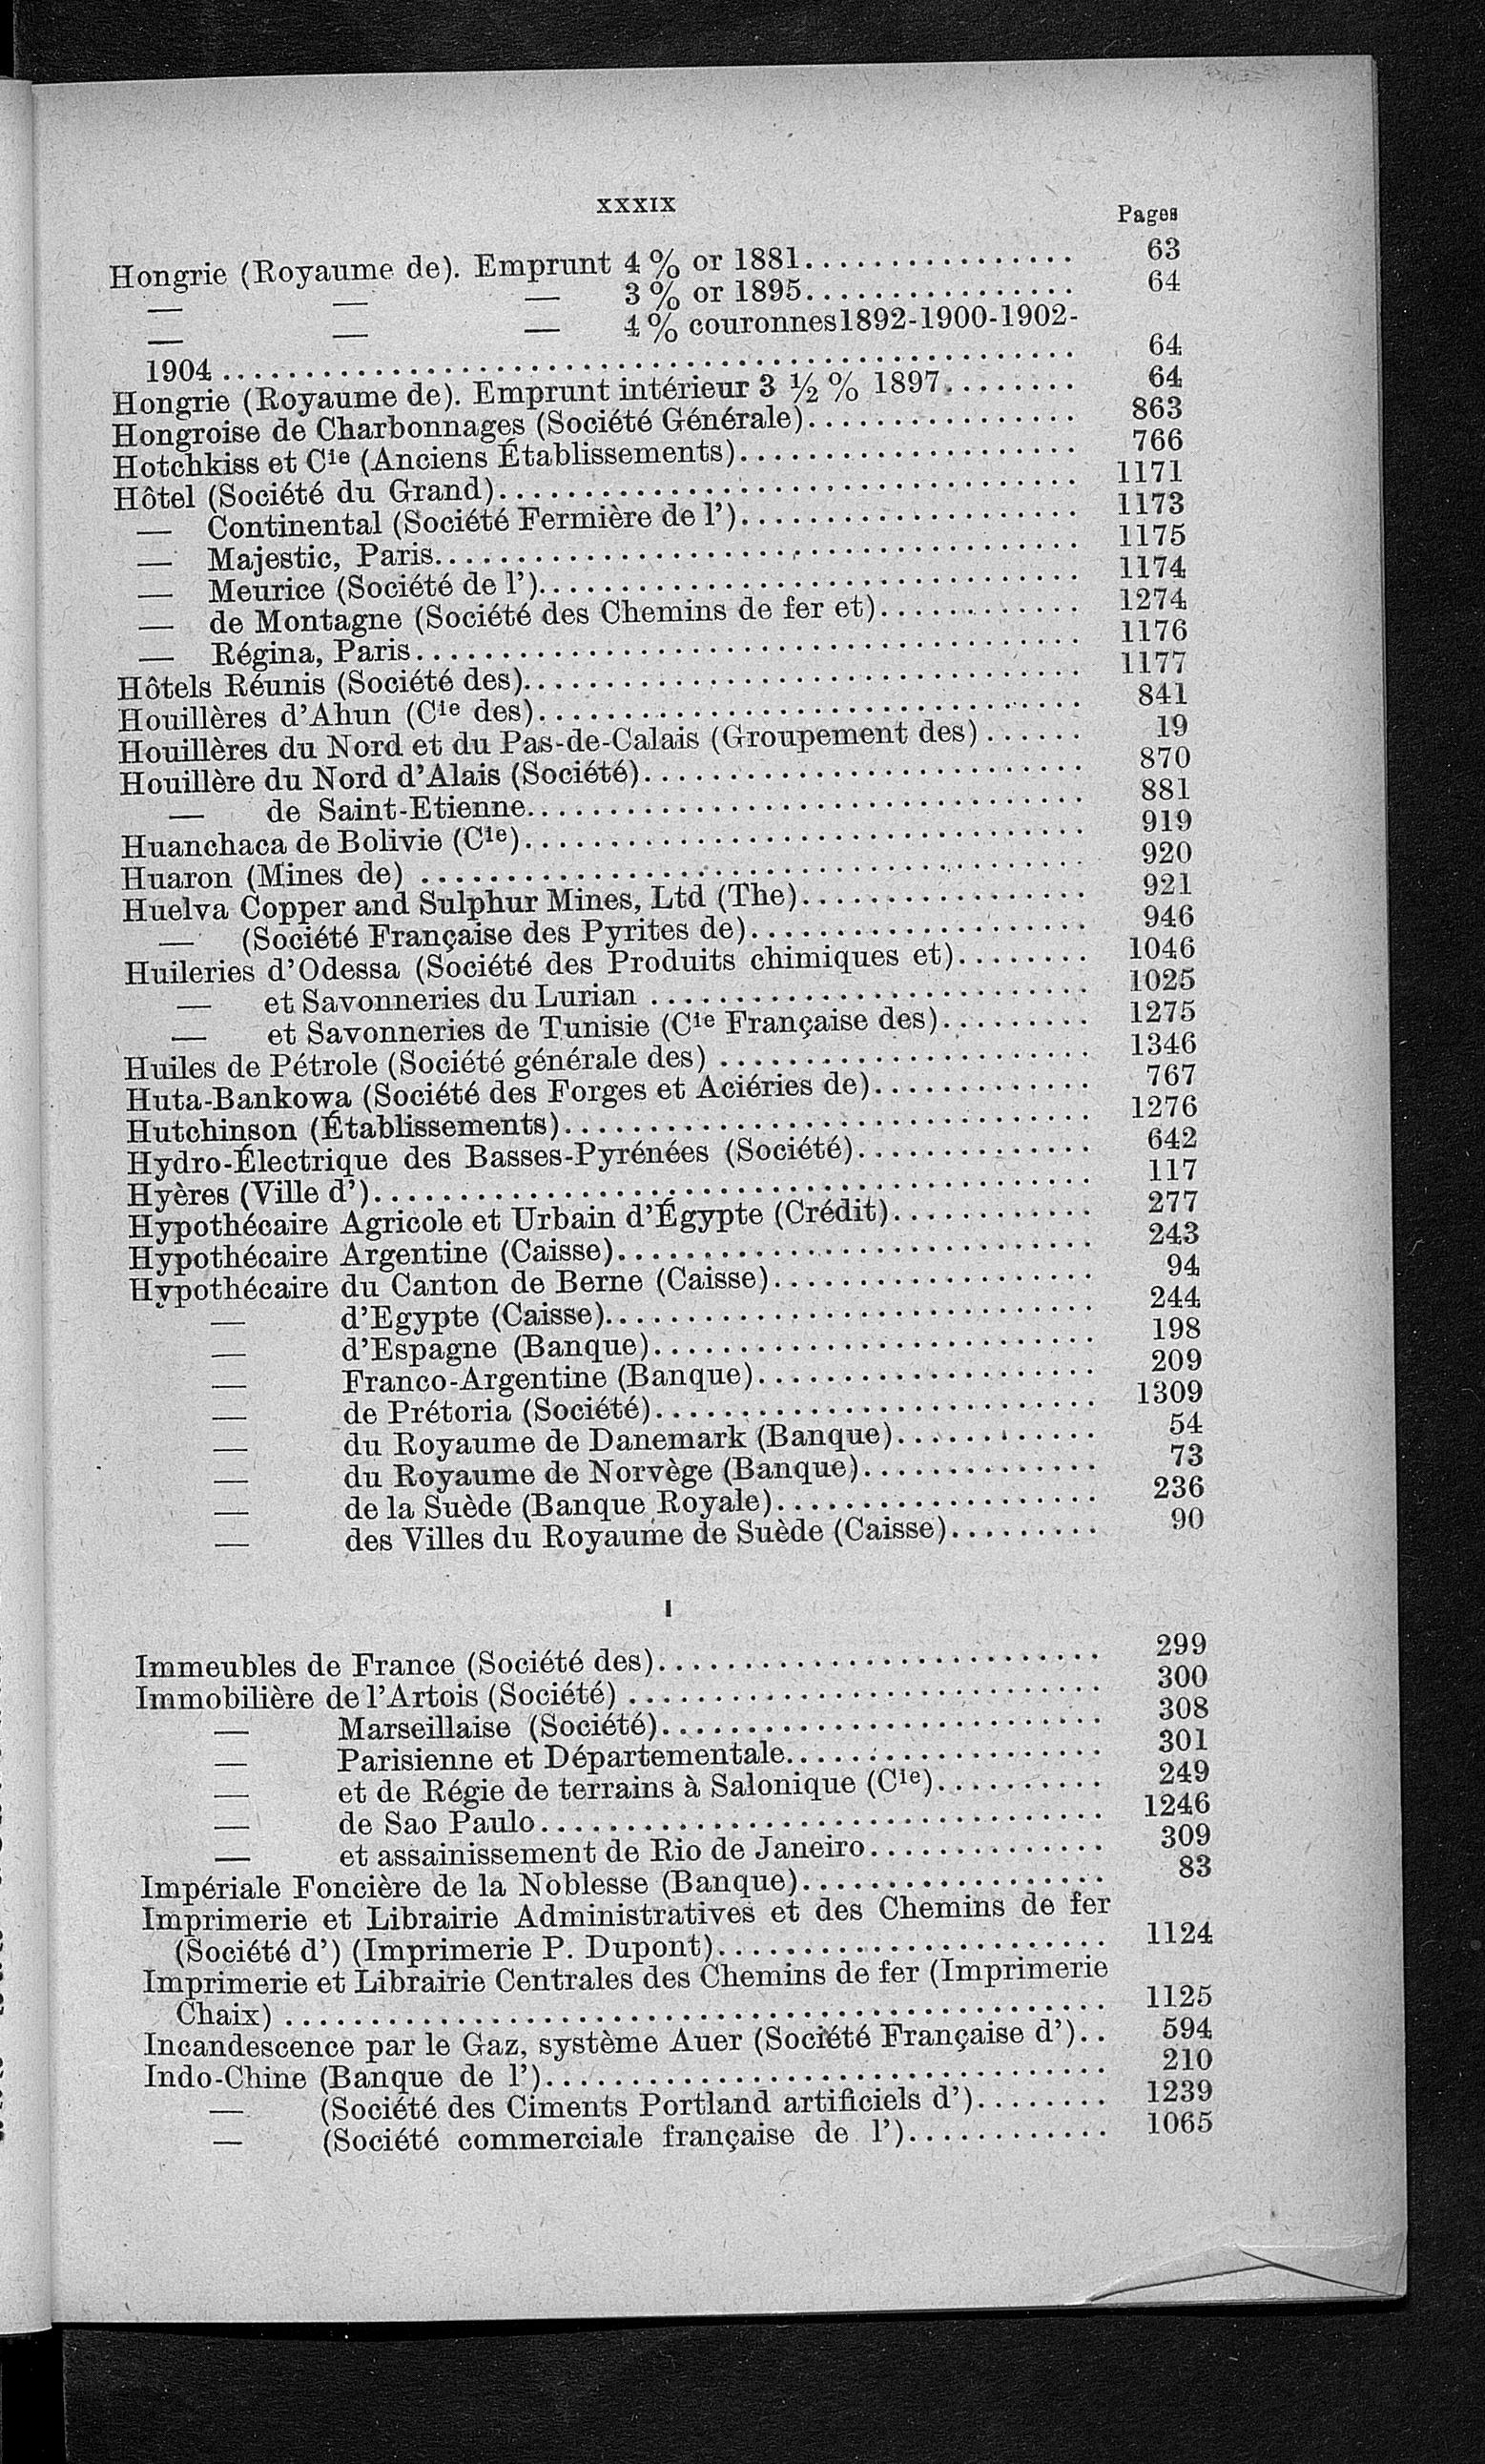 XXXIX
Pages
Hongrie (Royaume de). Emprunt 4 % or 1881................ 63
— — — 3 % or 1895................ 64
— — — 4 % couronnes1892-1900-1902-
1904 ................ 64
Hongrie (Royaume de). Emprunt intérieur 3 ½ % 1897........ 64
Hongroise de Charbonnages (Société Générale)................ 863
Hotchkiss et Cie (Anciens Établissements)................ 766
Hôtel (Société du Grand)................ 1171
— Continental (Société Fermière de l')................ 1173
— Majestic, Paris................ 1175
— Meurice (Société de l')................ 1174
— de Montagne (Société des Chemins de fer et)............ 1274
— Régina, Paris................ 1176
Hôtels Réunis (Société des)................ 1177
Houillères d'Ahun (Cie des)................ 841
Houillères du Nord et du Pas-de-Calais (Groupement des) ...... 19
Houillère du Nord d'Alais (Société)................ 870
— de Saint-Etienne................ 881
Huanchaca de Bolivie (Cie)................ 919
Huaron (Mines de) ................ 920
Huelva Copper and Sulphur Mines, Ltd (The)................ 921
— (Société Française des Pyrites de)................ 946
Huileries d'Odessa (Société des Produits chimiques et)........ 1046
— et Savonneries du Lurian ................ 1025
— et Savonneries de Tunisie (Cie Française des)......... 1275
Huiles de Pétrole (Société générale des) ................ 1346
Huta-Bankowa (Société des Forges et Aciéries de)............. 767
Hutchinson (Établissements)................ 1276
Hydro-Électrique des Basses-Pyrénées (Société).............. 642
Hyères (Ville d')................ 117
Hypothécaire Agricole et Urbain d'Égypte (Crédit)............ 277
Hypothécaire Argentine (Caisse)................ 243
Hypothécaire du Canton de Berne (Caisse)................ 94
— d'Egypte (Caisse)................ 244
— d'Espagne (Banque)................ 198
— Franco-Argentine (Banque)................ 209
— de Prétoria (Société)................ 1309
— du Royaume de Danemark (Banque)............ 54
— du Royaume de Norvège (Banque).............. 73
— de la Suède (Banque Royale)................ 236
— des Villes du Royaume de Suède (Caisse)......... 90
I
Immeubles de France (Société des)................ 299
Immobilière de l'Artois (Société) ................ 300
— Marseillaise (Société)................ 308
— Parisienne et Départementale................ 301
— et de Régie de terrains à Salonique (Cie).......... 249
— de Sao Paulo................ 1246
— et assainissement de Rio de Janeiro.............. 309
Impériale Foncière de la Noblesse (Banque)................ 83
Imprimerie et Librairie Administratives et des Chemins de fer
(Société d') (Imprimerie P. Dupont)................ 1124
Imprimerie et Librairie Centrales des Chemins de fer (Imprimerie
Chaix) ................ 1125
Incandescence par le Gaz, système Auer (Société Française d').. 594
Indo-Chine (Banque de l')................ 210
— (Société des Ciments Portland artificiels d')........ 1239
— (Société commerciale française de l')............ 1065